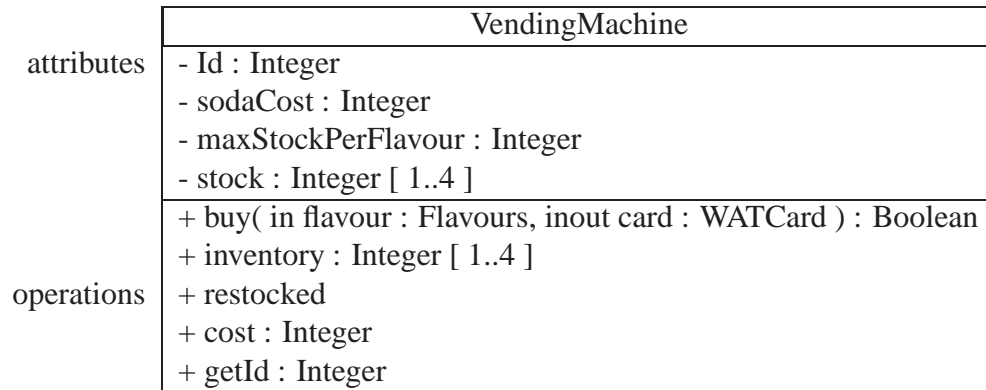 VendingMachine
attributes
- Id : Integer
- sodaCost : Integer
- maxStockPerFlavour : Integer
- stock : Integer [ 1..4 ]
operations
+ buy( in flavour : Flavours, inout card : WATCard ) : Boolean
+ inventory : Integer [ 1..4 ]
+ restocked
+ cost : Integer
+ getId : Integer